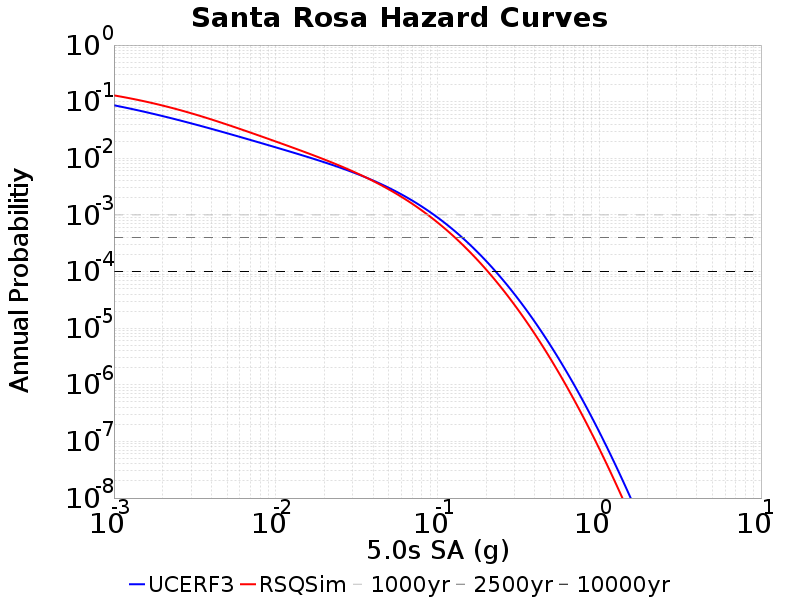 Santa Rosa Hazard Curves
Annual Probabilitiy
10^0
10^-1
10^-2
10^-3
10^-4
10^-5
10^-6
10^-7
10^-8
10^-3 10^-2 10^-1 10^0 10^1
5.0s SA (g)
UCERF3 RSQSim 1000yr 2500yr 10000yr